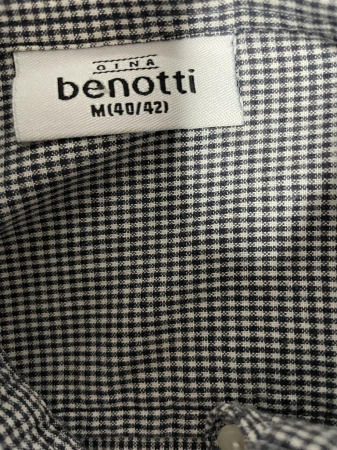 GINA
benotti
M(40/42)